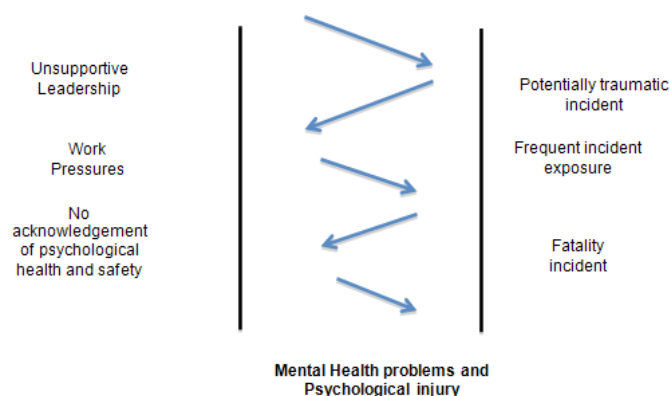 Unsupportive
Leadership
Potentially traumatic
incident
Work
Pressures
Frequent incident
exposure
No
acknowledgement
of psychological
health and safety
Fatality
incident
Mental Health problems and
Psychological injury